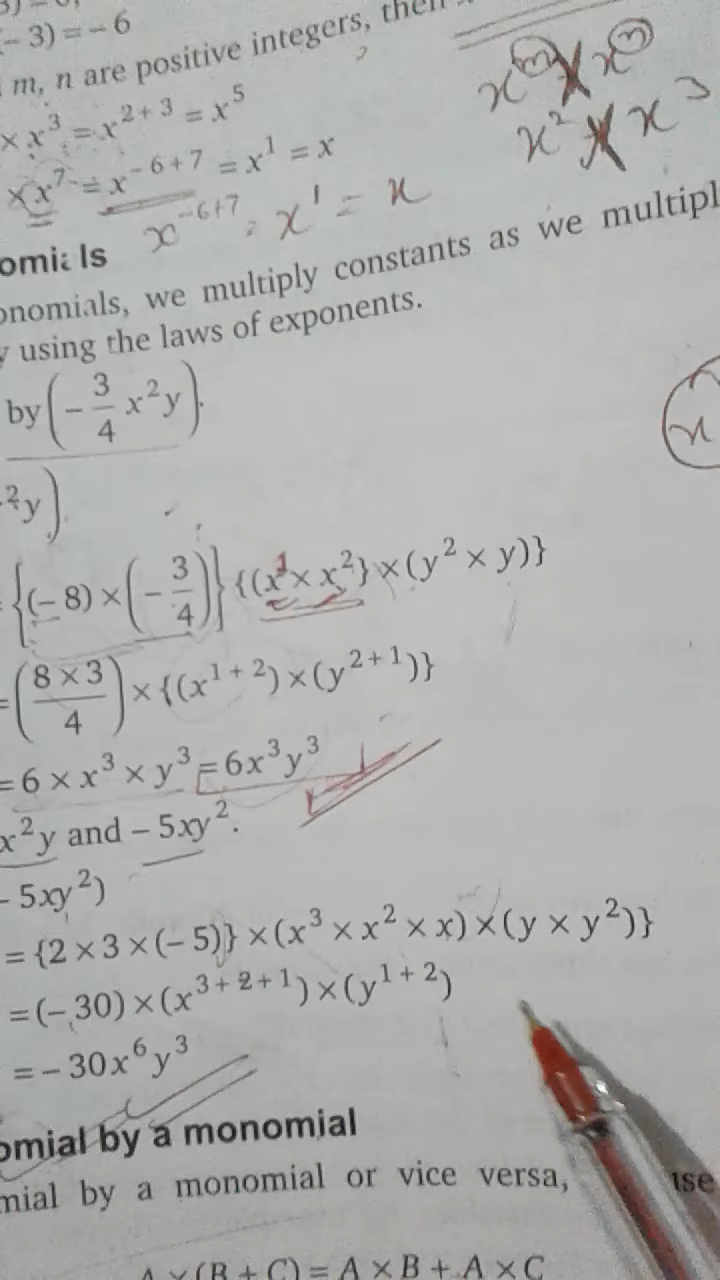 – 3) = – 6
m, n are positive integers, then
x^m × x^n
× x³ = x²⁺³ = x⁵
x² × x³
× x⁷ = x⁻⁶⁺⁷ = x¹ = x
x⁻⁶⁺⁷ = x¹ = x
omials
onomials, we multiply constants as we multipl
y using the laws of exponents.
by (– 3/4 x²y).
x
²y).
= {(– 8) × (– 3/4)} {(x¹ × x²} × (y² × y)}
= (8 × 3 / 4) × {(x¹⁺²) × (y²⁺¹)}
= 6 × x³ × y³ = 6x³y³
x²y and – 5xy².
– 5xy²)
= {2 × 3 × (– 5)} × (x³ × x² × x) × (y × y²)}
= (– 30) × (x³⁺²⁺¹) × (y¹⁺²)
= – 30x⁶y³
omial by a monomial
mial by a monomial or vice versa, use
A × (B + C) = A × B + A × C